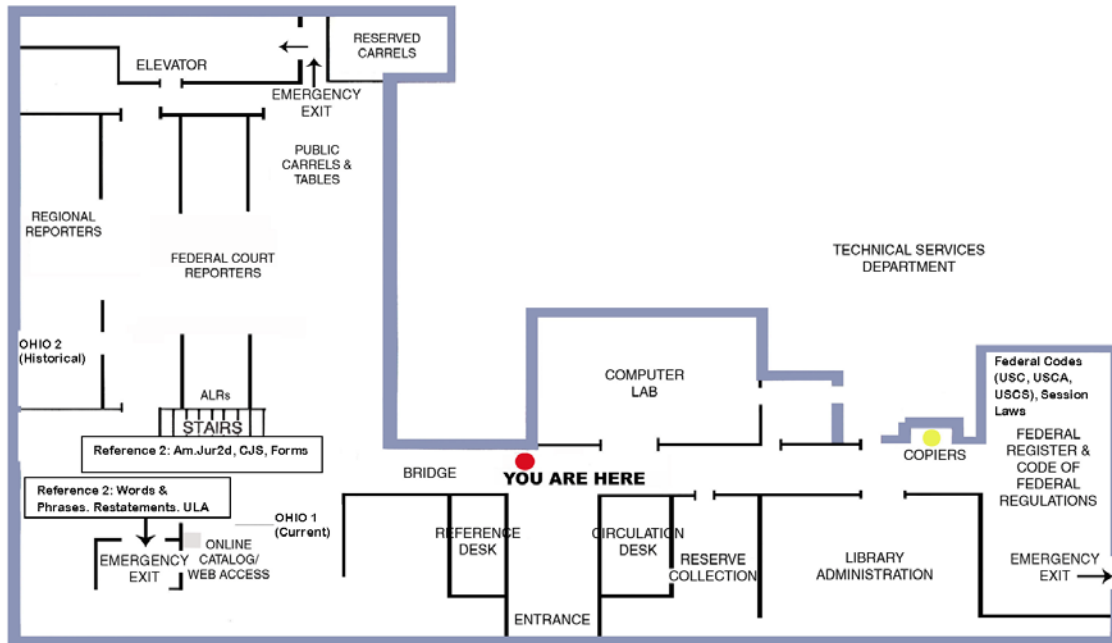 RESERVED
CARRELS
ELEVATOR
EMERGENCY
EXIT
PUBLIC
CARRELS &
TABLES
REGIONAL
REPORTERS
FEDERAL COURT
REPORTERS
TECHNICAL SERVICES
DEPARTMENT
OHIO 2
(Historical)
ALRs
STAIRS
Reference 2: Am.Jur2d, CJS, Forms
Reference 2: Words &
Phrases. Restatements. ULA
OHIO 1
(Current)
EMERGENCY
EXIT
ONLINE
CATALOG/
WEB ACCESS
BRIDGE
YOU ARE HERE
COMPUTER
LAB
REFERENCE
DESK
CIRCULATION
DESK
RESERVE
COLLECTION
ENTRANCE
LIBRARY
ADMINISTRATION
COPIERS
Federal Codes
(USC, USCA,
USCS), Session
Laws
FEDERAL
REGISTER &
CODE OF
FEDERAL
REGULATIONS
EMERGENCY
EXIT